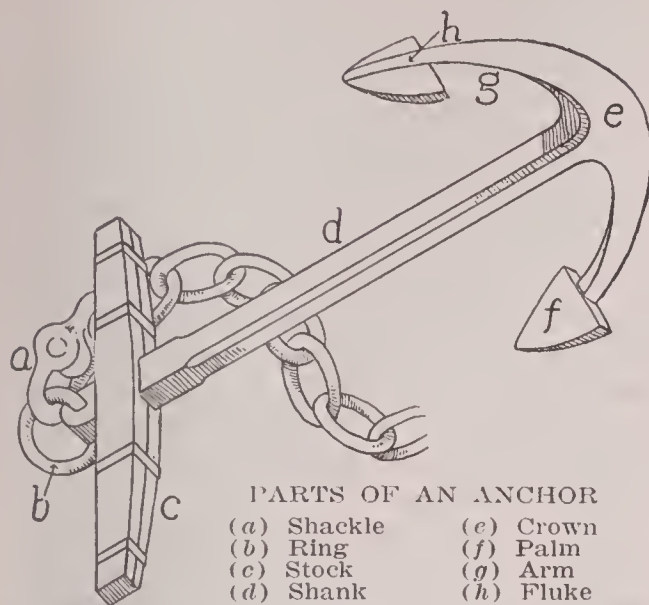 h
g
e
d
a
f
b
c
PARTS OF AN ANCHOR
(a) Shackle (e) Crown
(b) Ring (f) Palm
(c) Stock (g) Arm
(d) Shank (h) Fluke